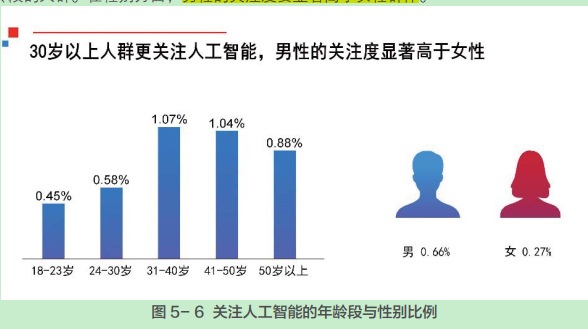 30岁以上人群更关注人工智能，男性的关注度显著高于女性
1.07%
1.04%
0.88%
0.58%
0.45%
18-23岁 24-30岁 31-40岁 41-50岁 50岁以上
男 0.66% 女 0.27%
图 5- 6 关注人工智能的年龄段与性别比例